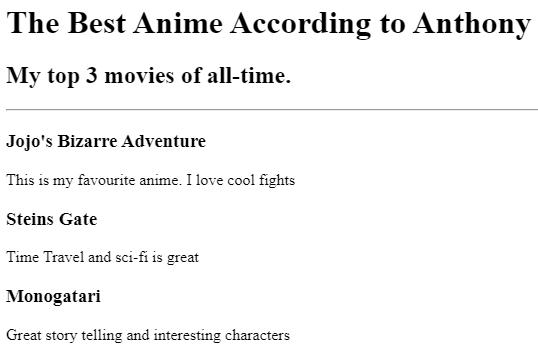 The Best Anime According to Anthony
My top 3 movies of all-time.
Jojo's Bizarre Adventure
This is my favourite anime. I love cool fights
Steins Gate
Time Travel and sci-fi is great
Monogatari
Great story telling and interesting characters